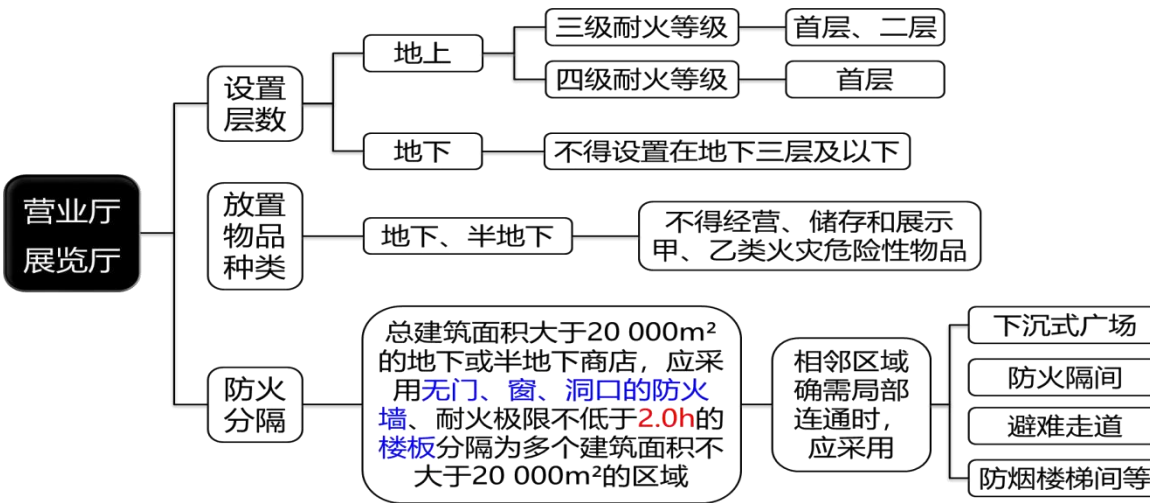 营业厅
展览厅
设置
层数
地上
三级耐火等级
首层、二层
四级耐火等级
首层
地下
不得设置在地下三层及以下
放置
物品
种类
地下、半地下
不得经营、储存和展示
甲、乙类火灾危险性物品
防火
分隔
总建筑面积大于20 000m²
的地下或半地下商店，应采
用无门、窗、洞口的防火
墙、耐火极限不低于2.0h的
楼板分隔为多个建筑面积不
大于20 000m²的区域
相邻区域
确需局部
连通时，
应采用
下沉式广场
防火隔间
避难走道
防烟楼梯间等